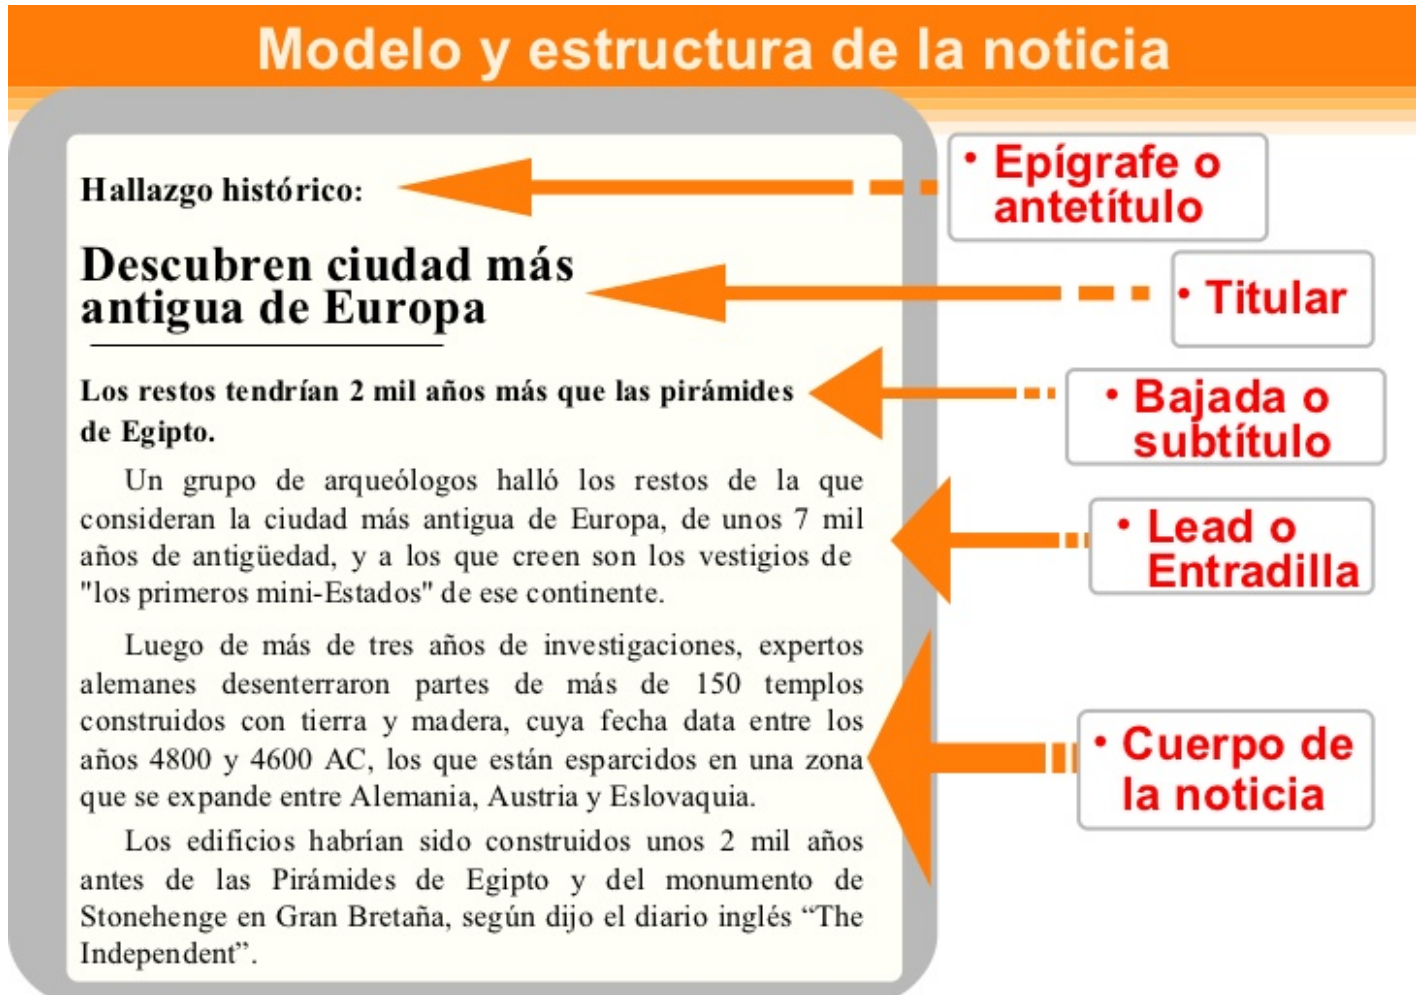 Modelo y estructura de la noticia
Hallazgo histórico:
Descubren ciudad más
antigua de Europa
Los restos tendrían 2 mil años más que las pirámides
de Egipto.
Un grupo de arqueólogos halló los restos de la que
consideran la ciudad más antigua de Europa, de unos 7 mil
años de antigüedad, y a los que creen son los vestigios de
"los primeros mini-Estados" de ese continente.
Luego de más de tres años de investigaciones, expertos
alemanes desenterraron partes de más de 150 templos
construidos con tierra y madera, cuya fecha data entre los
años 4800 y 4600 AC, los que están esparcidos en una zona
que se expande entre Alemania, Austria y Eslovaquia.
Los edificios habrían sido construidos unos 2 mil años
antes de las Pirámides de Egipto y del monumento de
Stonehenge en Gran Bretaña, según dijo el diario inglés “The
Independent”.
• Epígrafe o
antetítulo
• Titular
• Bajada o
subtítulo
• Lead o
Entradilla
• Cuerpo de
la noticia